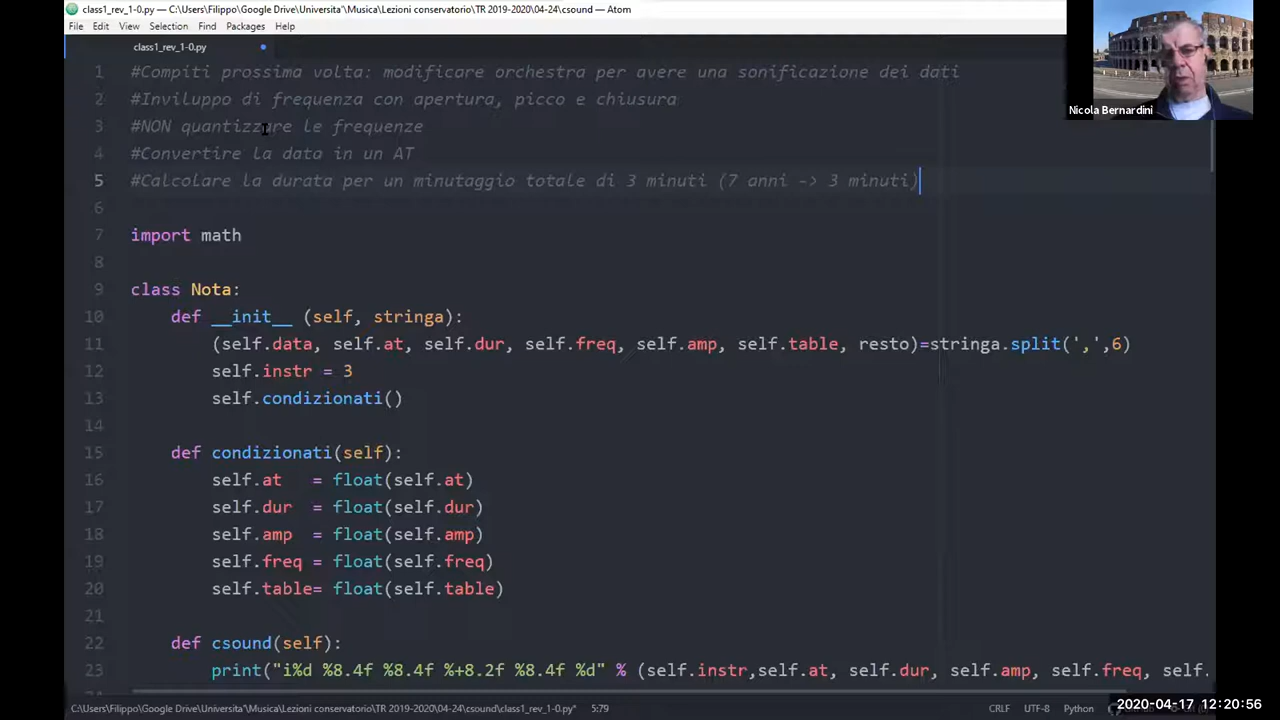 class1_rev_1-0.py — C:\Users\Filippo\Google Drive\Universita'\Musica\Lezioni conservatorio\TR 2019-2020\04-24\csound — Atom
File Edit View Selection Find Packages Help
class1_rev_1-0.py
1 #Compiti prossima volta: modificare orchestra per avere una sonificazione dei dati
2 #Inviluppo di frequenza con apertura, picco e chiusura
3 #NON quantizzare le frequenze
4 #Convertire la data in un AT
5 #Calcolare la durata per un minutaggio totale di 3 minuti (7 anni -> 3 minuti)
6
7 import math
8
9 class Nota:
10 def __init__ (self, stringa):
11 (self.data, self.at, self.dur, self.freq, self.amp, self.table, resto)=stringa.split(',',6)
12 self.instr = 3
13 self.condizionati()
14
15 def condizionati(self):
16 self.at = float(self.at)
17 self.dur = float(self.dur)
18 self.amp = float(self.amp)
19 self.freq = float(self.freq)
20 self.table= float(self.table)
21
22 def csound(self):
23 print("i%d %8.4f %8.4f %+8.2f %8.4f %d" % (self.instr,self.at, self.dur, self.amp, self.freq, self.
C:\Users\Filippo\Google Drive\Universita'\Musica\Lezioni conservatorio\TR 2019-2020\04-24\csound\class1_rev_1-0.py* 5:79 CRLF UTF-8 Python
Nicola Bernardini
2020-04-17 12:20:56